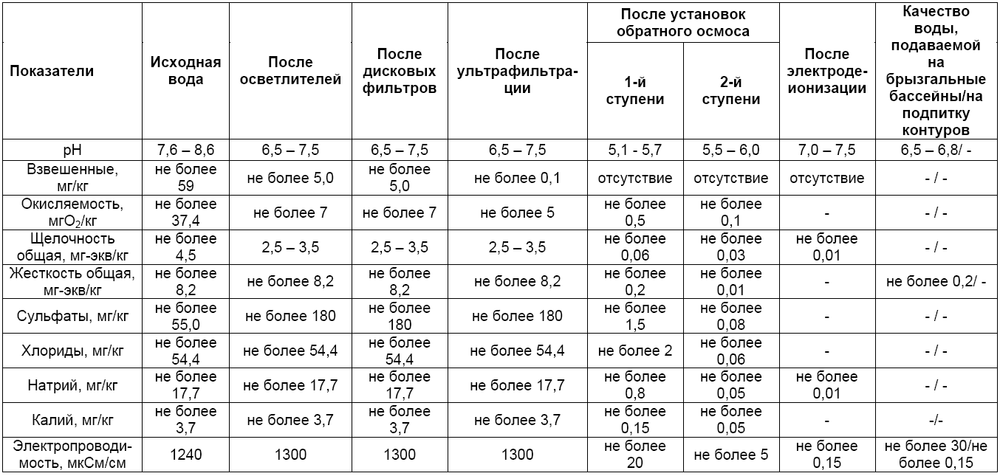 Показатели
Исходная
вода
После
осветлителей
После
дисковых
фильтров
После
ультрафильтра-
ции
После установок
обратного осмоса
1-й
ступени
2-й
ступени
После
электроде-
ионизации
Качество
воды,
подаваемой
на
брызгальные
бассейны/на
подпитку
контуров
pH
7,6 – 8,6
6,5 – 7,5
6,5 – 7,5
6,5 – 7,5
5,1 - 5,7
5,5 – 6,0
7,0 – 7,5
6,5 – 6,8/ -
Взвешенные,
мг/кг
не более
59
не более 5,0
не более
5,0
не более 0,1
отсутствие
отсутствие
отсутствие
- / -
Окисляемость,
мгO2/кг
не более
37,4
не более 7
не более 7
не более 5
не более
0,5
не более
0,1
-
- / -
Щелочность
общая, мг-экв/кг
не более
4,5
2,5 – 3,5
2,5 – 3,5
2,5 – 3,5
не более
0,06
не более
0,03
не более
0,01
- / -
Жесткость общая,
мг-экв/кг
не более
8,2
не более 8,2
не более
8,2
не более 8,2
не более
0,2
не более
0,01
-
не более 0,2/ -
Сульфаты, мг/кг
не более
55,0
не более 180
не более
180
не более 180
не более
1,5
не более
0,08
-
- / -
Хлориды, мг/кг
не более
54,4
не более 54,4
не более
54,4
не более 54,4
не более 2
не более
0,06
-
- / -
Натрий, мг/кг
не более
17,7
не более 17,7
не более
17,7
не более 17,7
не более
0,8
не более
0,05
не более
0,01
- / -
Калий, мг/кг
не более
3,7
не более 3,7
не более
3,7
не более 3,7
не более
0,15
не более
0,05
-
-/-
Электропроводи-
мость, мкСм/см
1240
1300
1300
1300
не более
20
не более 5
не более
0,15
не более 30/не
более 0,15